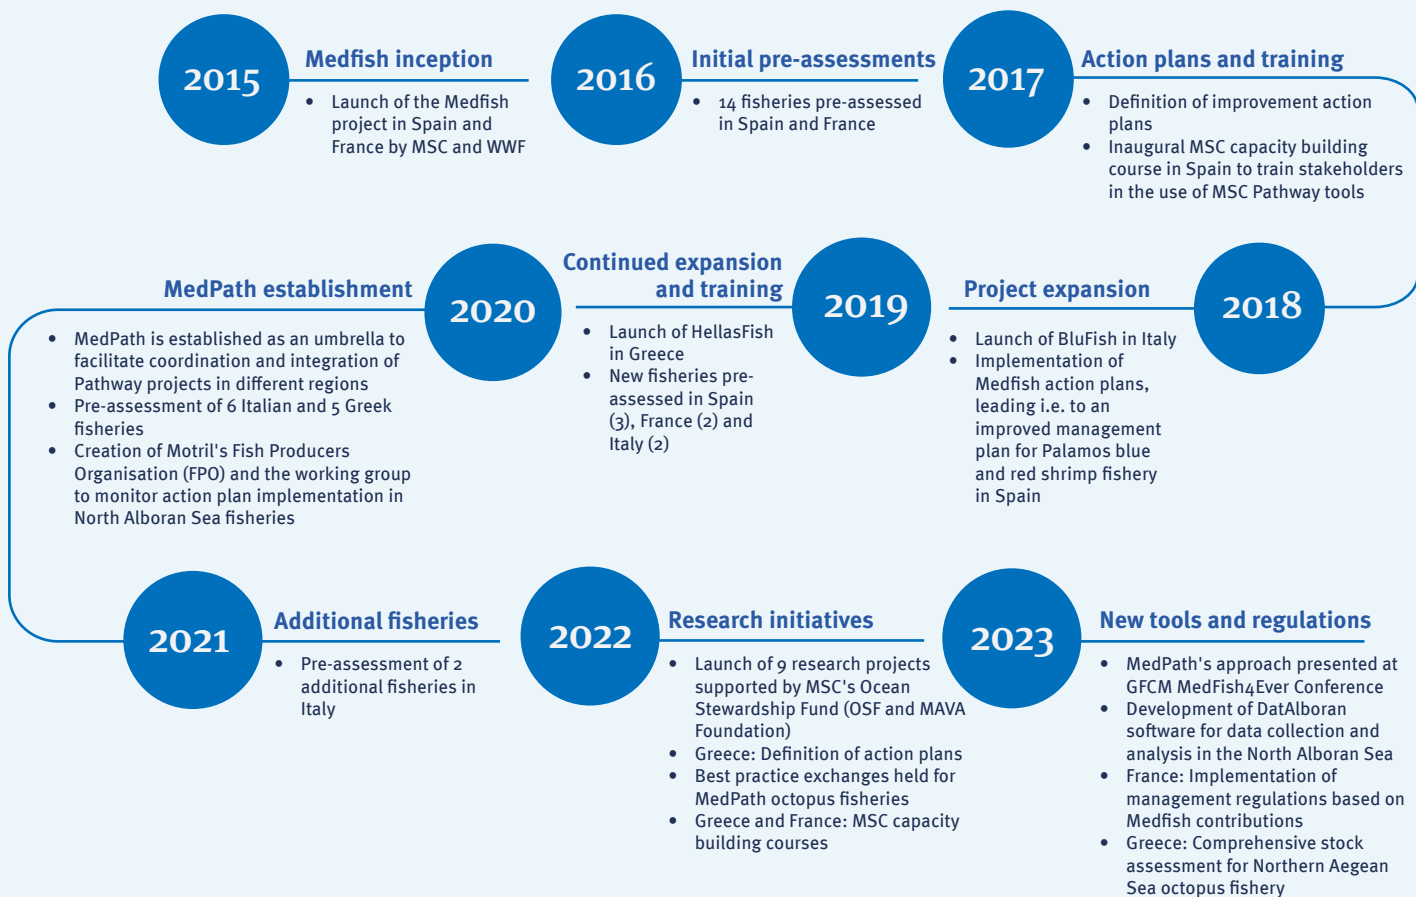 2015
Medfish inception
• Launch of the Medfish
project in Spain and
France by MSC and WWF
2016
Initial pre-assessments
• 14 fisheries pre-assessed
in Spain and France
2017
Action plans and training
• Definition of improvement action
plans
• Inaugural MSC capacity building
course in Spain to train stakeholders
in the use of MSC Pathway tools
2018
Project expansion
• Launch of BluFish in Italy
• Implementation of
Medfish action plans,
leading i.e. to an
improved management
plan for Palamos blue
and red shrimp fishery
in Spain
2019
Continued expansion
and training
• Launch of HellasFish
in Greece
• New fisheries pre-
assessed in Spain
(3), France (2) and
Italy (2)
2020
MedPath establishment
• MedPath is established as an umbrella to
facilitate coordination and integration of
Pathway projects in different regions
• Pre-assessment of 6 Italian and 5 Greek
fisheries
• Creation of Motril's Fish Producers
Organisation (FPO) and the working group
to monitor action plan implementation in
North Alboran Sea fisheries
2021
Additional fisheries
• Pre-assessment of 2
additional fisheries in
Italy
2022
Research initiatives
• Launch of 9 research projects
supported by MSC's Ocean
Stewardship Fund (OSF and MAVA
Foundation)
• Greece: Definition of action plans
• Best practice exchanges held for
MedPath octopus fisheries
• Greece and France: MSC capacity
building courses
2023
New tools and regulations
• MedPath's approach presented at
GFCM MedFish4Ever Conference
• Development of DatAlboran
software for data collection and
analysis in the North Alboran Sea
• France: Implementation of
management regulations based on
Medfish contributions
• Greece: Comprehensive stock
assessment for Northern Aegean
Sea octopus fishery